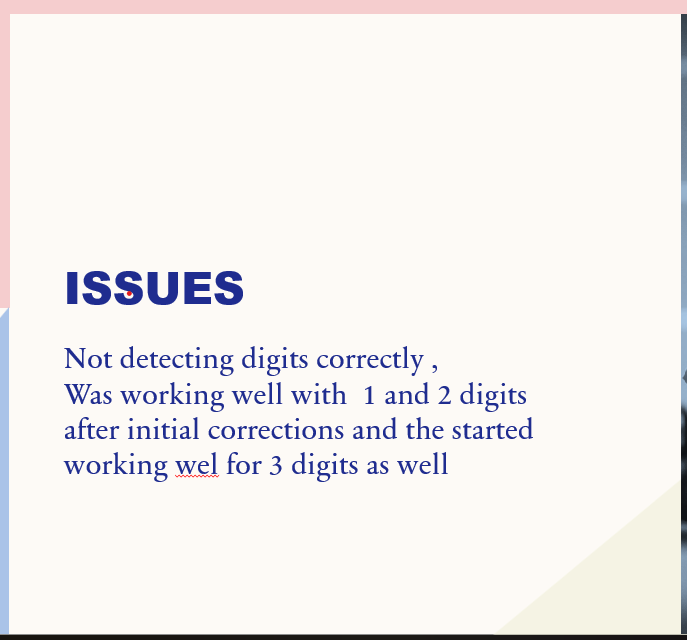 ISSUES
Not detecting digits correctly ,
Was working well with  1 and 2 digits
after initial corrections and the started
working wel for 3 digits as well